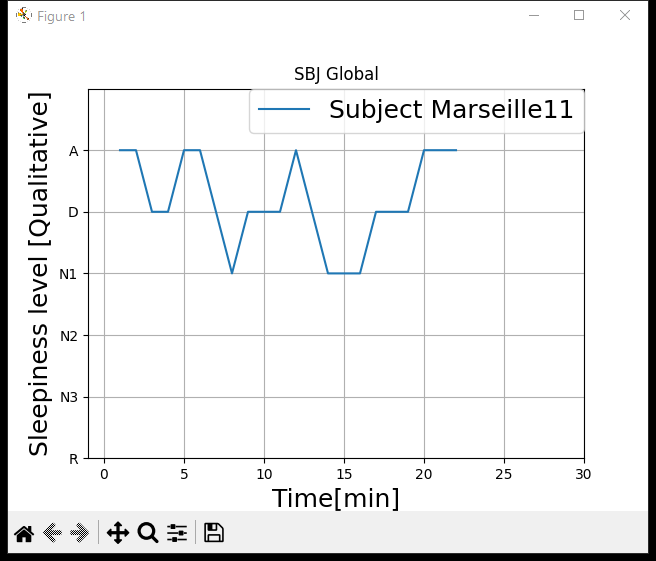 Figure 1
SBJ Global
Subject Marseille11
Sleepiness level [Qualitative]
A
D
N1
N2
N3
R
0 5 10 15 20 25 30
Time[min]